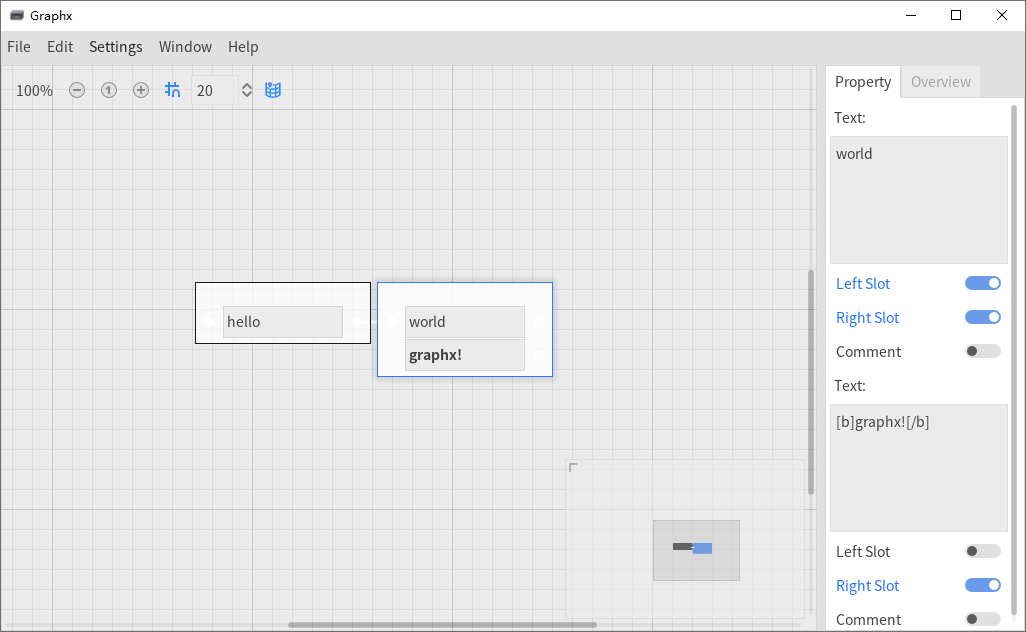 Graphx
File Edit Settings Window Help
100% 1 20
Property Overview
Text:
world
Left Slot
Right Slot
Comment
Text:
[b]graphx![/b]
Left Slot
Right Slot
Comment
hello
world
graphx!